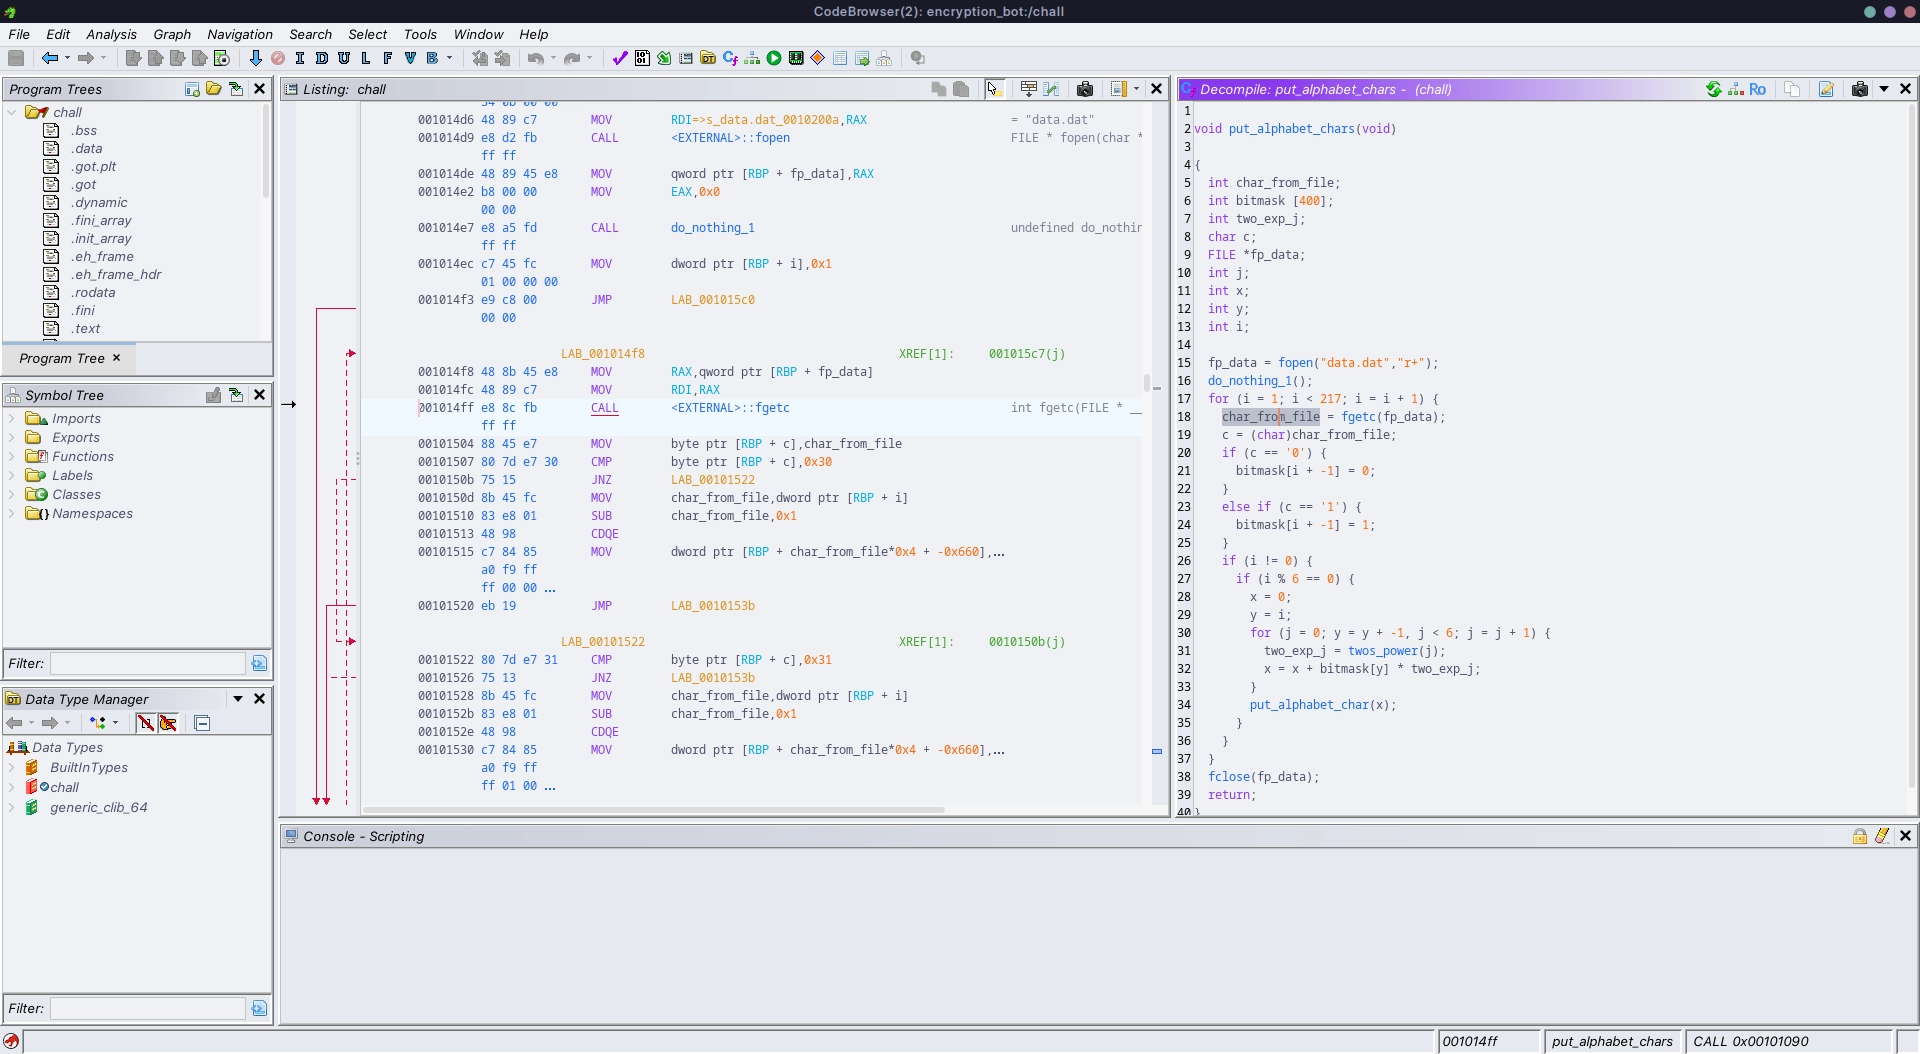 CodeBrowser(2): encryption_bot:/chall
File Edit Analysis Graph Navigation Search Select Tools Window Help
I D U L F V B
Program Trees
chall
.bss
.data
.got.plt
.got
.dynamic
.fini_array
.init_array
.eh_frame
.eh_frame_hdr
.rodata
.fini
.text
Program Tree
Symbol Tree
Imports
Exports
Functions
Labels
Classes
Namespaces
Filter:
Data Type Manager
Data Types
BuiltInTypes
chall
generic_clib_64
Filter:
Listing: chall
001014d6 48 89 c7 MOV RDI=>s_data.dat_0010200a,RAX = "data.dat"
001014d9 e8 d2 fb CALL <EXTERNAL>::fopen FILE * fopen(char *
ff ff
001014de 48 89 45 e8 MOV qword ptr [RBP + fp_data],RAX
001014e2 b8 00 00 MOV EAX,0x0
00 00
001014e7 e8 a5 fd CALL do_nothing_1 undefined do_nothin
ff ff
001014ec c7 45 fc MOV dword ptr [RBP + i],0x1
01 00 00 00
001014f3 e9 c8 00 JMP LAB_001015c0
00 00
LAB_001014f8 XREF[1]: 001015c7(j)
001014f8 48 8b 45 e8 MOV RAX,qword ptr [RBP + fp_data]
001014fc 48 89 c7 MOV RDI,RAX
001014ff e8 8c fb CALL <EXTERNAL>::fgetc int fgetc(FILE * __
ff ff
00101504 88 45 e7 MOV byte ptr [RBP + c],char_from_file
00101507 80 7d e7 30 CMP byte ptr [RBP + c],0x30
0010150b 75 15 JNZ LAB_00101522
0010150d 8b 45 fc MOV char_from_file,dword ptr [RBP + i]
00101510 83 e8 01 SUB char_from_file,0x1
00101513 48 98 CDQE
00101515 c7 84 85 MOV dword ptr [RBP + char_from_file*0x4 + -0x660],...
a0 f9 ff
ff 00 00 ...
00101520 eb 19 JMP LAB_0010153b
LAB_00101522 XREF[1]: 0010150b(j)
00101522 80 7d e7 31 CMP byte ptr [RBP + c],0x31
00101526 75 13 JNZ LAB_0010153b
00101528 8b 45 fc MOV char_from_file,dword ptr [RBP + i]
0010152b 83 e8 01 SUB char_from_file,0x1
0010152e 48 98 CDQE
00101530 c7 84 85 MOV dword ptr [RBP + char_from_file*0x4 + -0x660],...
a0 f9 ff
ff 01 00 ...
Decompile: put_alphabet_chars - (chall)
Ro
1
2 void put_alphabet_chars(void)
3
4 {
5 int char_from_file;
6 int bitmask [400];
7 int two_exp_j;
8 char c;
9 FILE *fp_data;
10 int j;
11 int x;
12 int y;
13 int i;
14
15 fp_data = fopen("data.dat","r+");
16 do_nothing_1();
17 for (i = 1; i < 217; i = i + 1) {
18 char_from_file = fgetc(fp_data);
19 c = (char)char_from_file;
20 if (c == '0') {
21 bitmask[i + -1] = 0;
22 }
23 else if (c == '1') {
24 bitmask[i + -1] = 1;
25 }
26 if (i != 0) {
27 if (i % 6 == 0) {
28 x = 0;
29 y = i;
30 for (j = 0; y = y + -1, j < 6; j = j + 1) {
31 two_exp_j = twos_power(j);
32 x = x + bitmask[y] * two_exp_j;
33 }
34 put_alphabet_char(x);
35 }
36 }
37 }
38 fclose(fp_data);
39 return;
40 }
Console - Scripting
001014ff put_alphabet_chars CALL 0x00101090